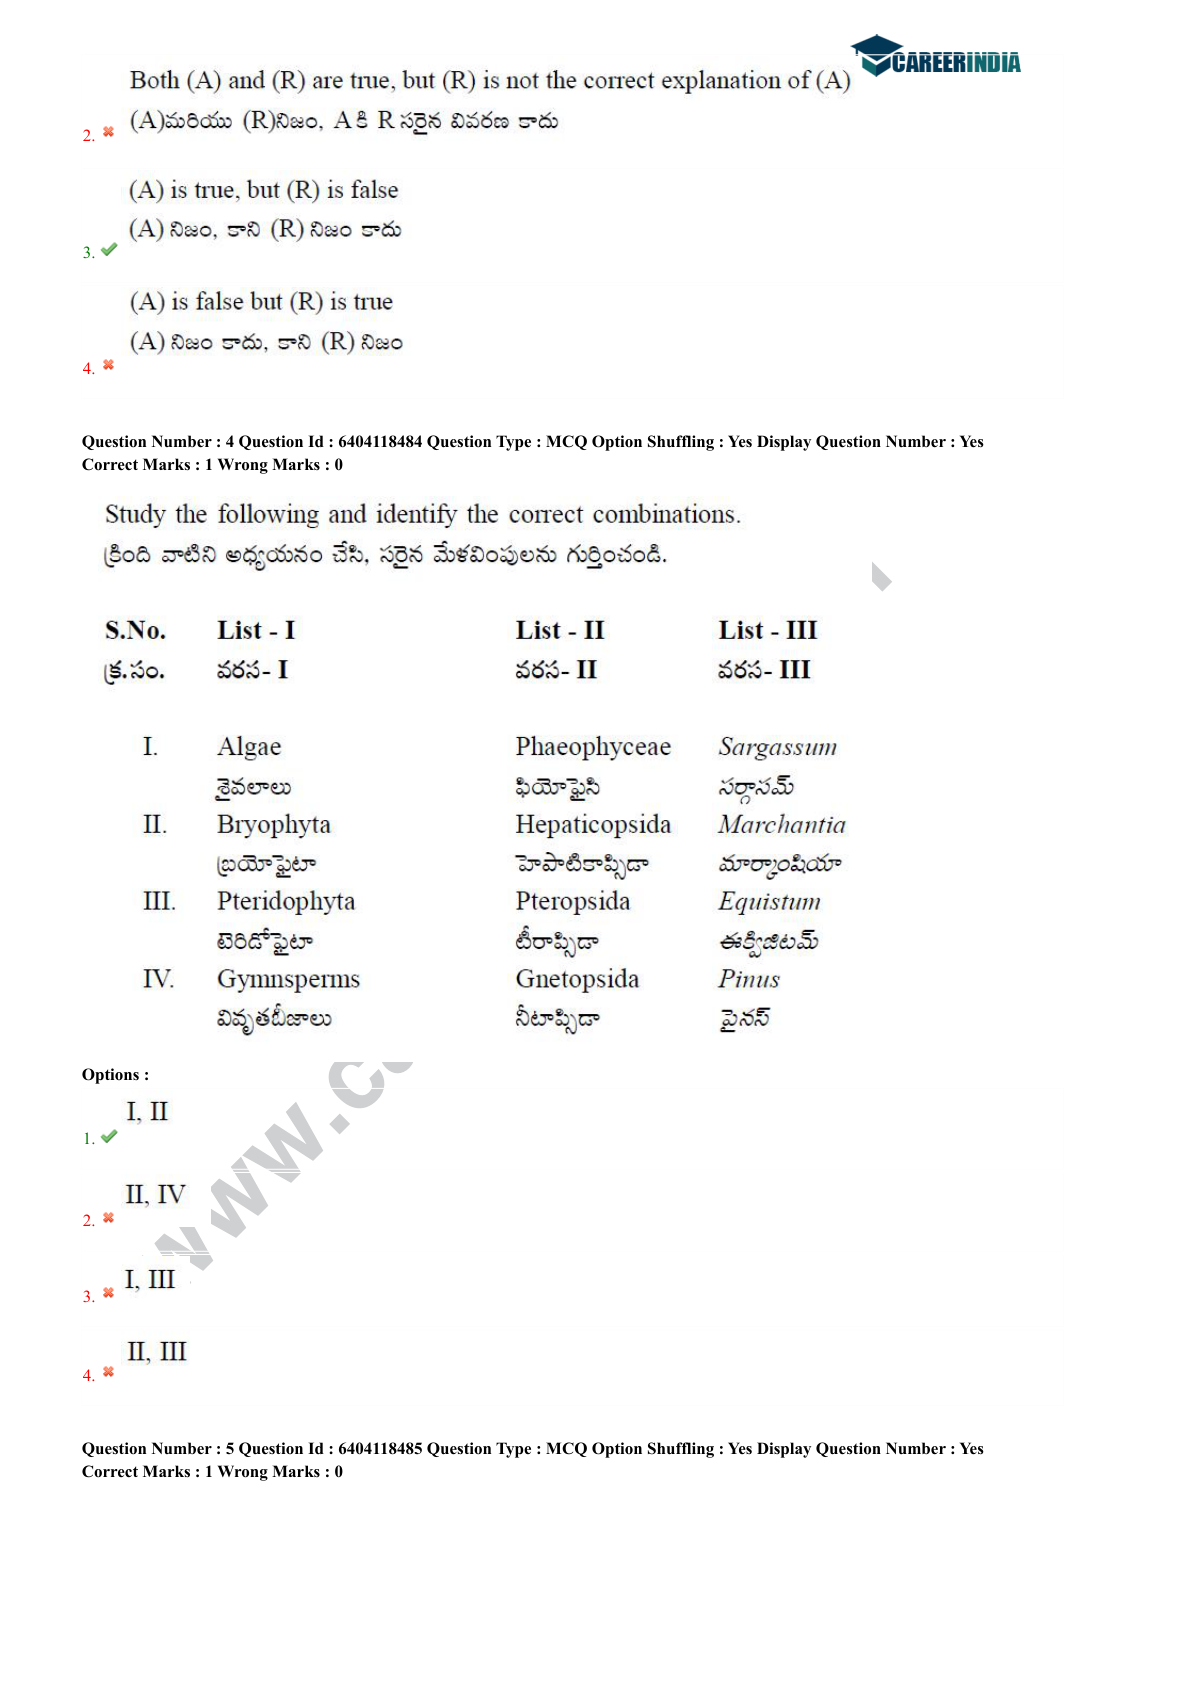 CAREERINDIA
Both (A) and (R) are true, but (R) is not the correct explanation of (A)
(A)మరియు (R)నిజం, A కి R సరైన వివరణ కాదు
2.
(A) is true, but (R) is false
(A) నిజం, కాని (R) నిజం కాదు
3.
(A) is false but (R) is true
(A) నిజం కాదు, కాని (R) నిజం
4.
Question Number : 4 Question Id : 6404118484 Question Type : MCQ Option Shuffling : Yes Display Question Number : Yes
Correct Marks : 1 Wrong Marks : 0
Study the following and identify the correct combinations.
క్రింది వాటిని అధ్యయనం చేసి, సరైన మేళవింపులను గుర్తించండి.
S.No. List - I List - II List - III
క్ర.సం. వరస- I వరస- II వరస- III
I. Algae Phaeophyceae Sargassum
శైవలాలు ఫియోఫైసి సర్గాసమ్
II. Bryophyta Hepaticopsida Marchantia
బ్రయోఫైటా హెపాటికాప్సిడా మార్కాంషియా
III. Pteridophyta Pteropsida Equistum
టెరిడోఫైటా టీరాప్సిడా ఈక్విజిటమ్
IV. Gymnsperms Gnetopsida Pinus
వివృతబీజాలు నీటాప్సిడా పైనస్
Options :
I, II
1.
II, IV
2.
I, III
3.
II, III
4.
www.c
Question Number : 5 Question Id : 6404118485 Question Type : MCQ Option Shuffling : Yes Display Question Number : Yes
Correct Marks : 1 Wrong Marks : 0